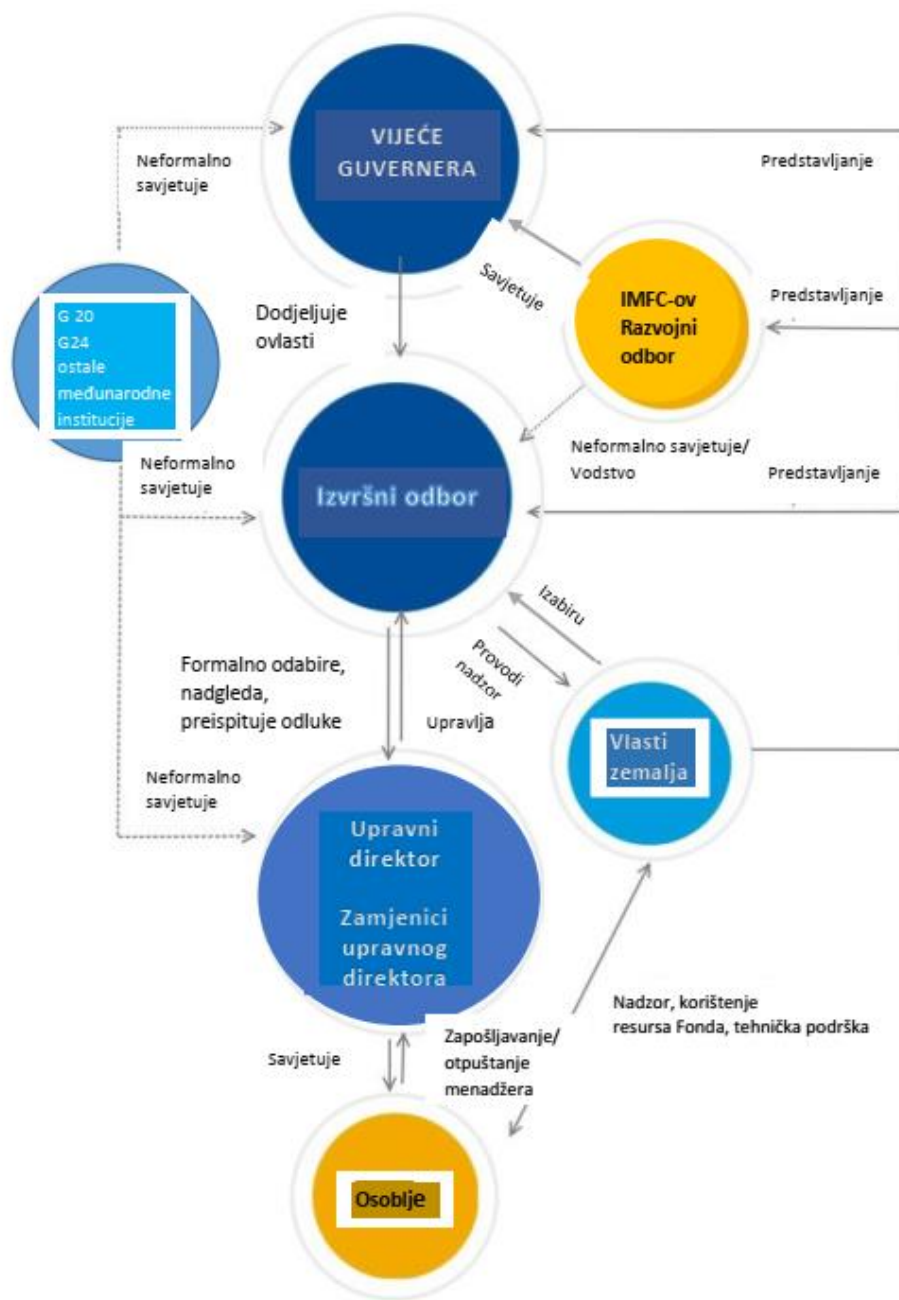 VIJEĆE
GUVERNERA
Neformalno
savjetuje
Predstavljanje
Savjetuje
IMFC-ov
Razvojni
odbor
Predstavljanje
G 20
G24
ostale
međunarodne
institucije
Dodjeljuje
ovlasti
Neformalno
savjetuje
Izvršni odbor
Neformalno savjetuje/
Vodstvo
Predstavljanje
Izabiru
Provodi
nadzor
Formalno odabire,
nadgleda,
preispituje odluke
Upravlja
Vlasti
zemalja
Neformalno
savjetuje
Upravni
direktor
Zamjenici
upravnog
direktora
Nadzor, korištenje
resursa Fonda, tehnička podrška
Savjetuje
Zapošljavanje/
otpuštanje
menadžera
Osoblje